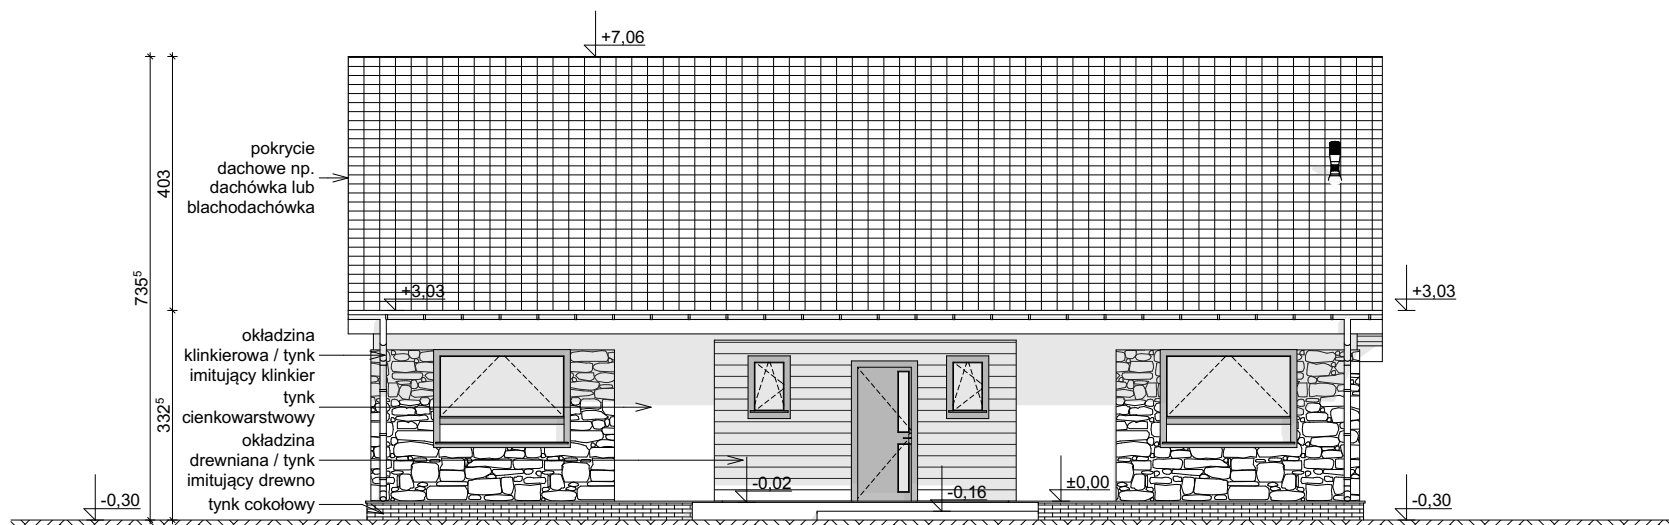 +7,06
pokrycie
dachowe np.
dachówka lub
blachodachówka
403
735⁵
+3,03
+3,03
okładzina
klinkierowa / tynk
imitujący klinkier
tynk
cienkowarstwowy
332⁵
okładzina
drewniana / tynk
imitujący drewno
tynk cokołowy
-0,02
-0,16
±0,00
-0,30
-0,30